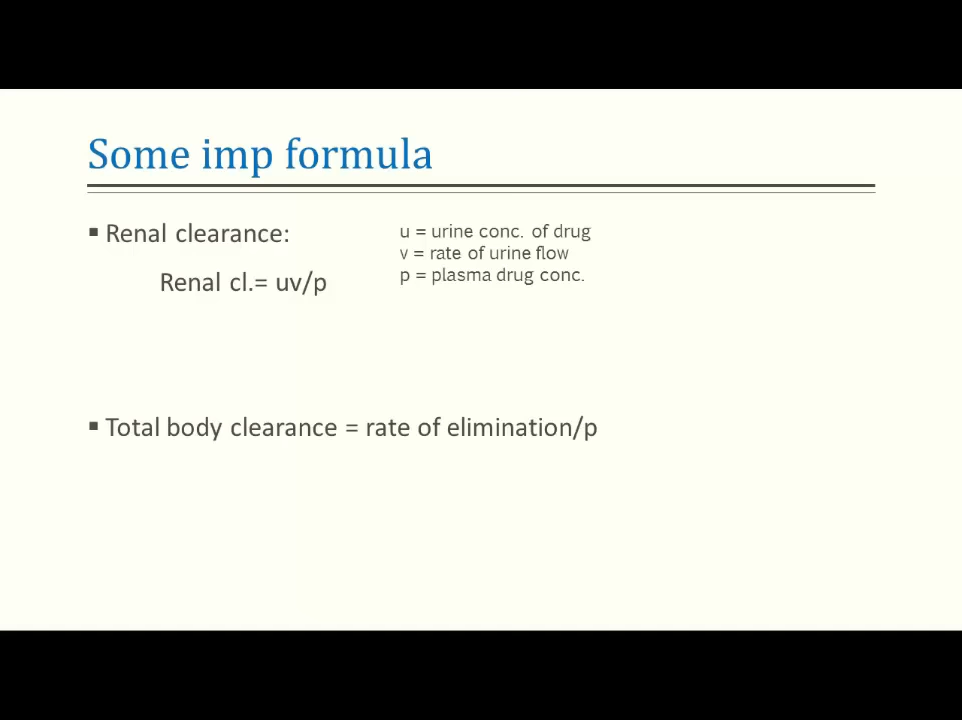 Some imp formula
▪ Renal clearance:
Renal cl.= uv/p
u = urine conc. of drug
v = rate of urine flow
p = plasma drug conc.
▪ Total body clearance = rate of elimination/p